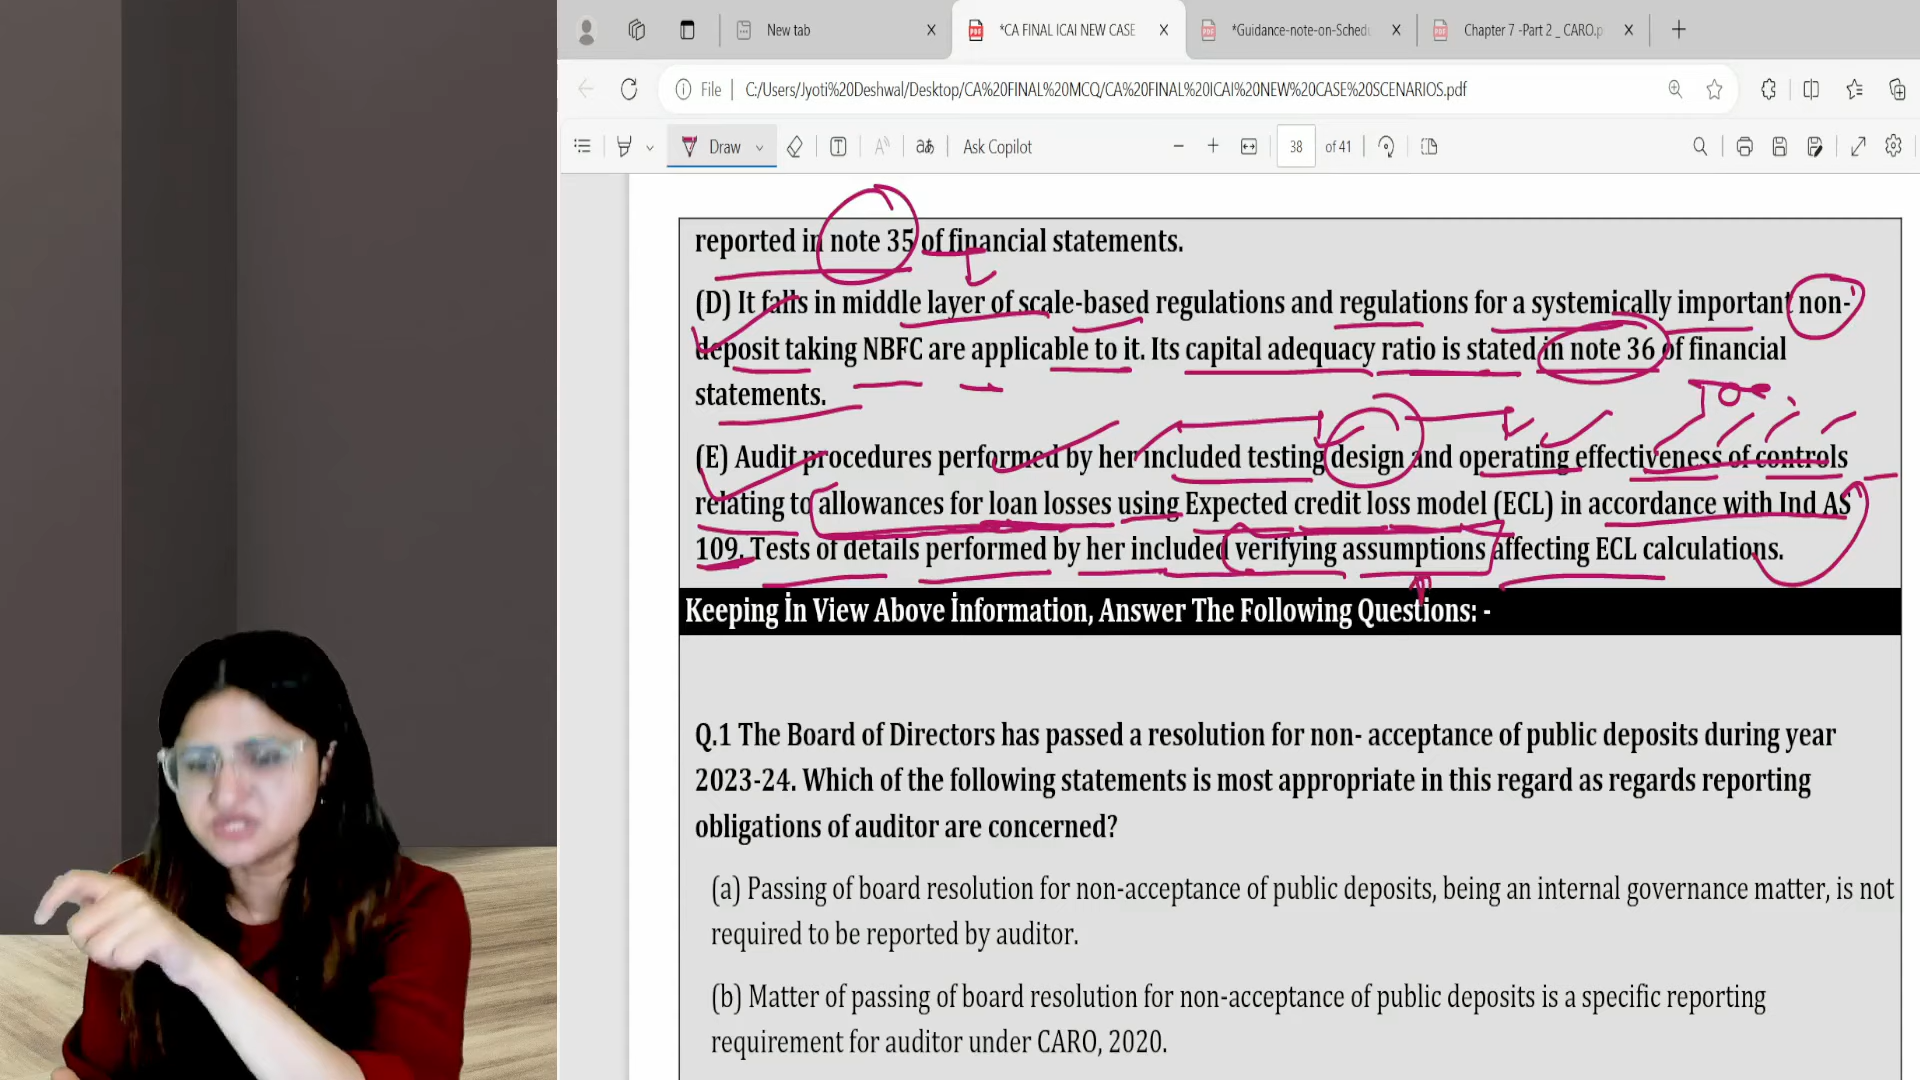 New tab
*CA FINAL ICAI NEW CASE
*Guidance-note-on-Schedu
Chapter 7 -Part 2 _ CARO.p
File
C:/Users/Jyoti%20Deshwal/Desktop/CA%20FINAL%20MCQ/CA%20FINAL%20ICAI%20NEW%20CASE%20SCENARIOS.pdf
Draw
Ask Copilot
38
of 41
reported in note 35 of financial statements.
(D) It falls in middle layer of scale-based regulations and regulations for a systemically important non-
deposit taking NBFC are applicable to it. Its capital adequacy ratio is stated in note 36 of financial
statements.
(E) Audit procedures performed by her included testing design and operating effectiveness of controls
relating to allowances for loan losses using Expected credit loss model (ECL) in accordance with Ind AS
109. Tests of details performed by her included verifying assumptions affecting ECL calculations.
Keeping İn View Above İnformation, Answer The Following Questions: -
Q.1 The Board of Directors has passed a resolution for non- acceptance of public deposits during year
2023-24. Which of the following statements is most appropriate in this regard as regards reporting
obligations of auditor are concerned?
(a) Passing of board resolution for non-acceptance of public deposits, being an internal governance matter, is not
required to be reported by auditor.
(b) Matter of passing of board resolution for non-acceptance of public deposits is a specific reporting
requirement for auditor under CARO, 2020.